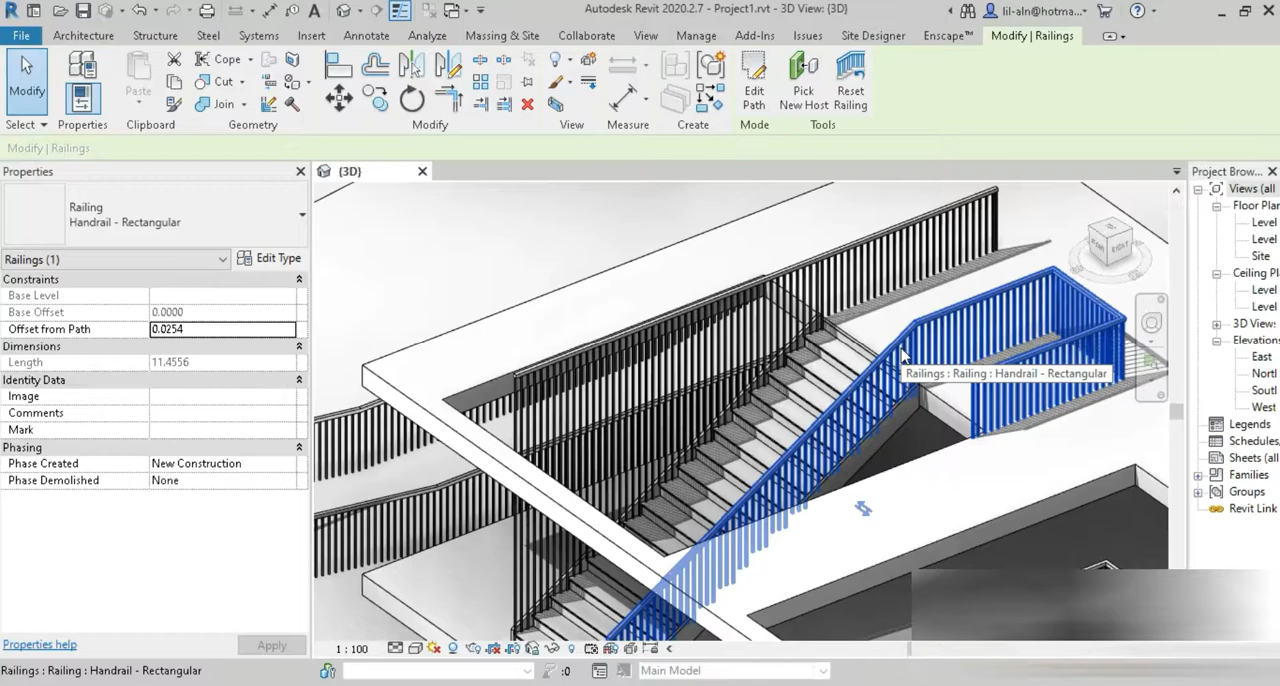 Autodesk Revit 2020.2.7 - Project1.rvt - 3D View: {3D}
lil-aln@hotma...
File Architecture Structure Steel Systems Insert Annotate Analyze Massing & Site Collaborate View Manage Add-Ins Issues Site Designer Enscape™ Modify | Railings
Modify
Paste
Cope
Cut
Join
Edit Path
Pick New Host
Reset Railing
Select Properties Clipboard Geometry Modify View Measure Create Mode Tools
Modify | Railings
Properties
{3D}
Project Brow...
Railing
Handrail - Rectangular
Railings (1)
Edit Type
Constraints
Base Level
Base Offset 0.0000
Offset from Path 0.0254
Dimensions
Length 11.4556
Identity Data
Image
Comments
Mark
Phasing
Phase Created New Construction
Phase Demolished None
Properties help
Apply
RIGHT
Railings : Railing : Handrail - Rectangular
Views (all
Floor Plan
Level
Level
Site
Ceiling Pl
Level
Level
3D Views
Elevations
East
North
South
West
Legends
Schedules,
Sheets (all
Families
Groups
Revit Link
1 : 100
Railings : Railing : Handrail - Rectangular
:0
Main Model